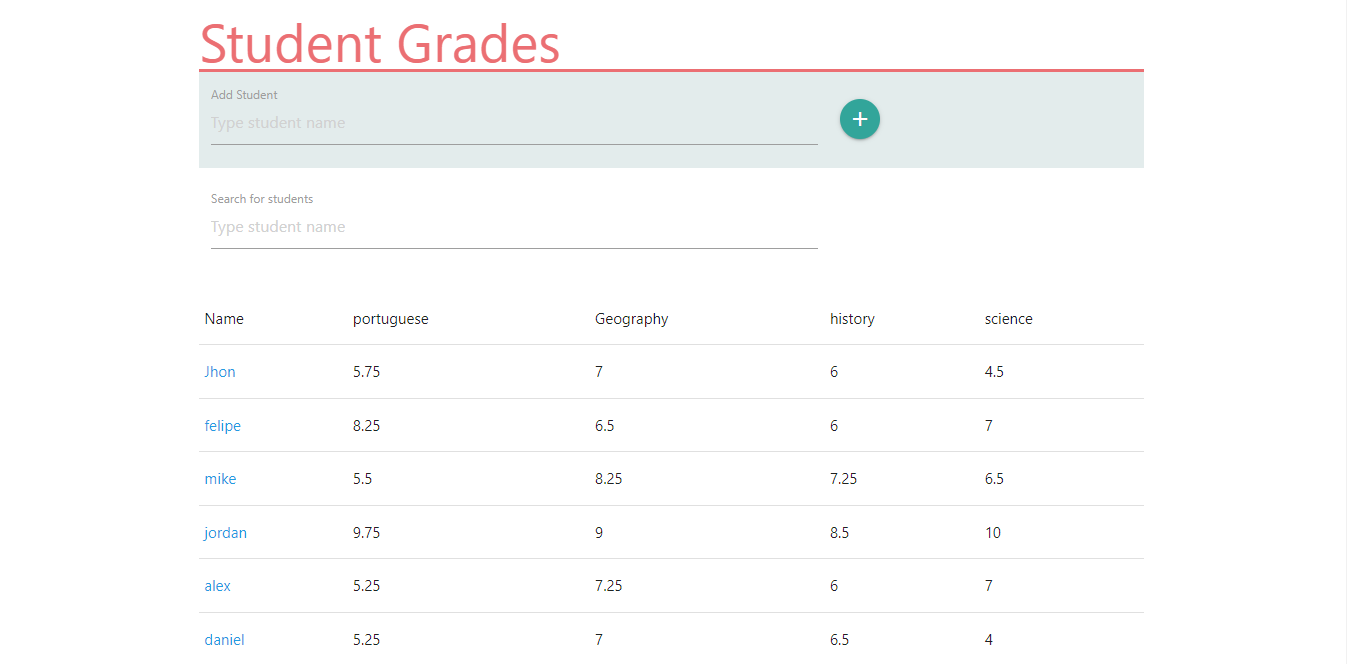 Student Grades
Add Student
Type student name
+
Search for students
Type student name
Name portuguese Geography history science
Jhon 5.75 7 6 4.5
felipe 8.25 6.5 6 7
mike 5.5 8.25 7.25 6.5
jordan 9.75 9 8.5 10
alex 5.25 7.25 6 7
daniel 5.25 7 6.5 4